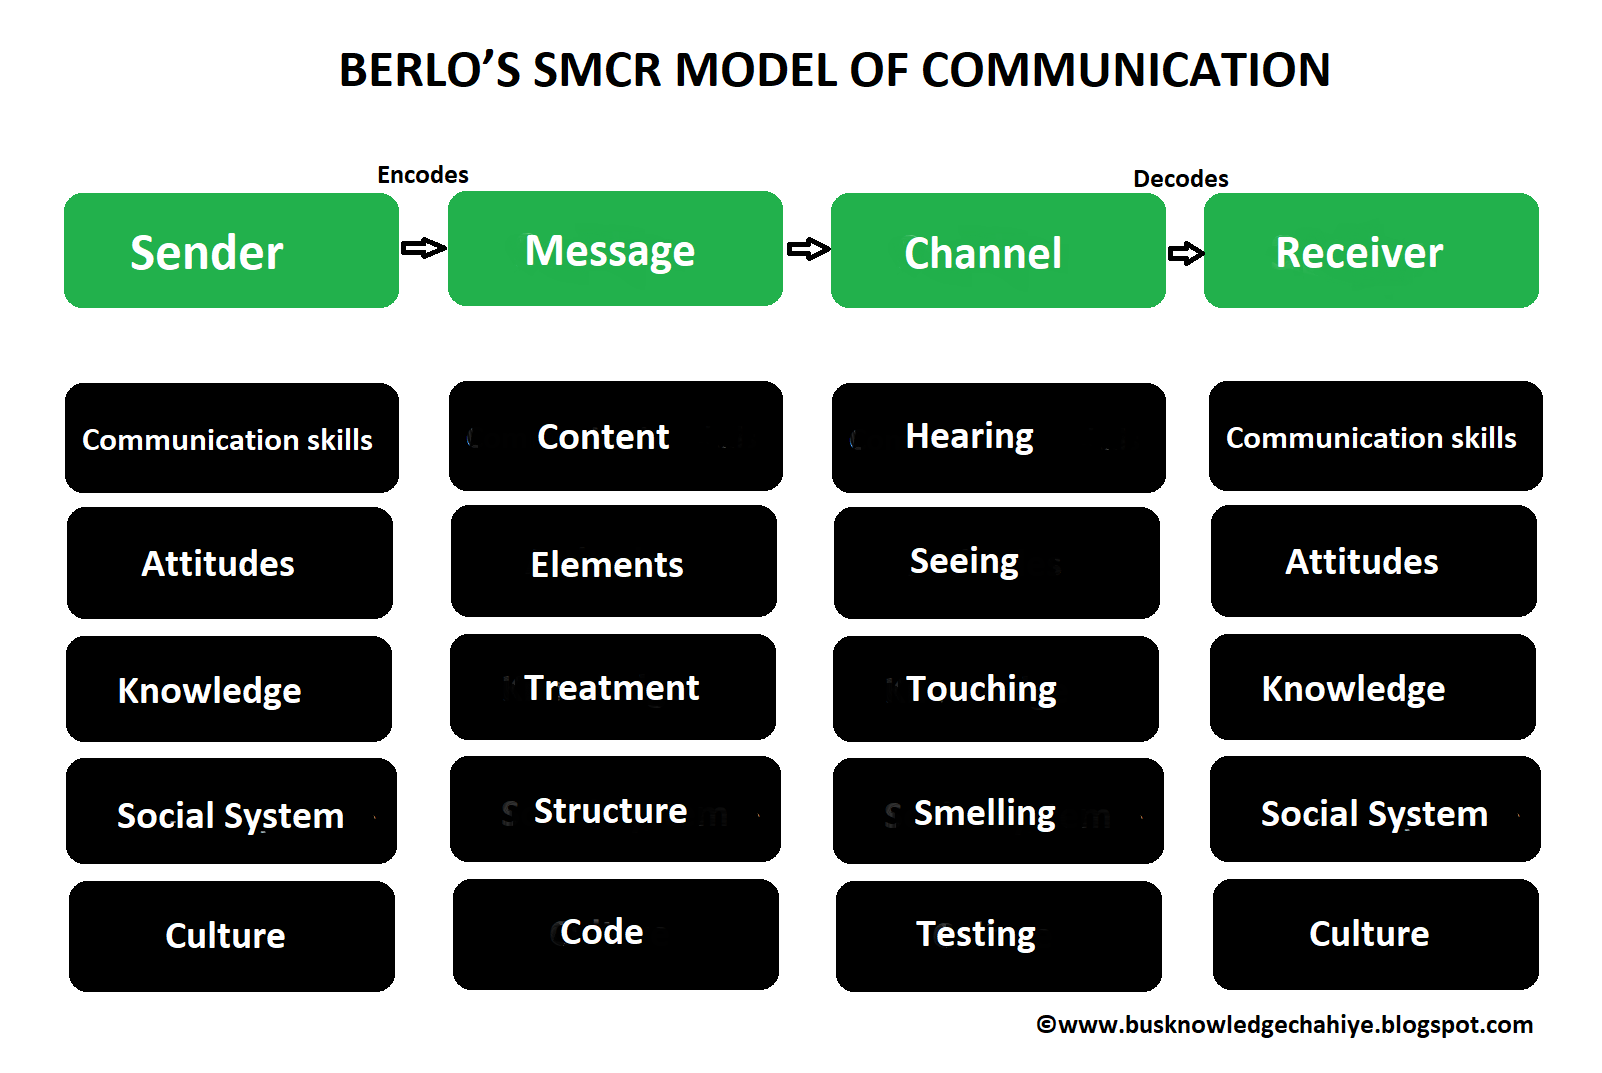 BERLO’S SMCR MODEL OF COMMUNICATION
Encodes
Decodes
Sender
Message
Channel
Receiver
Communication skills
Content
Hearing
Communication skills
Attitudes
Elements
Seeing
Attitudes
Knowledge
Treatment
Touching
Knowledge
Social System
Structure
Smelling
Social System
Culture
Code
Testing
Culture
©www.busknowledgechahiye.blogspot.com